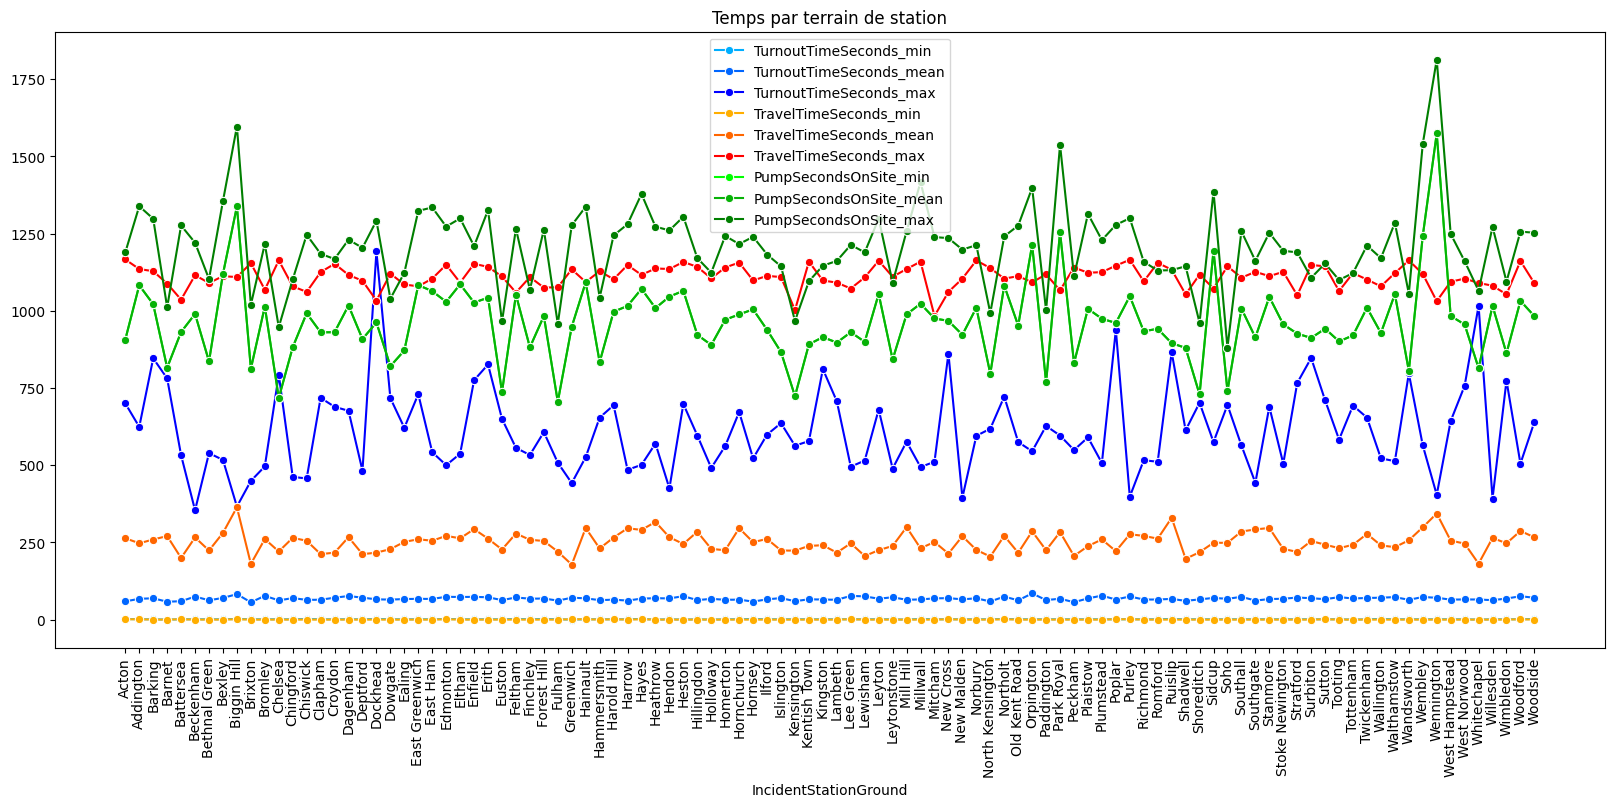 Temps par terrain de station
TurnoutTimeSeconds_min
TurnoutTimeSeconds_mean
TurnoutTimeSeconds_max
TravelTimeSeconds_min
TravelTimeSeconds_mean
TravelTimeSeconds_max
PumpSecondsOnSite_min
PumpSecondsOnSite_mean
PumpSecondsOnSite_max
1750
1500
1250
1000
750
500
250
0
Acton
Addington
Barking
Barnet
Battersea
Beckenham
Bethnal Green
Bexley
Biggin Hill
Brixton
Bromley
Chelsea
Chingford
Chiswick
Clapham
Croydon
Dagenham
Deptford
Dockhead
Dowgate
Ealing
East Greenwich
East Ham
Edmonton
Eltham
Enfield
Erith
Euston
Feltham
Finchley
Forest Hill
Fulham
Greenwich
Hainault
Hammersmith
Harold Hill
Harrow
Hayes
Heathrow
Hendon
Heston
Hillingdon
Holloway
Homerton
Hornchurch
Hornsey
Ilford
Islington
Kensington
Kentish Town
Kingston
Lambeth
Lee Green
Lewisham
Leyton
Leytonstone
Mill Hill
Millwall
Mitcham
New Cross
New Malden
Norbury
North Kensington
Northolt
Old Kent Road
Orpington
Paddington
Park Royal
Peckham
Plaistow
Plumstead
Poplar
Purley
Richmond
Romford
Ruislip
Shadwell
Shoreditch
Sidcup
Soho
Southall
Southgate
Stanmore
Stoke Newington
Stratford
Surbiton
Sutton
Tooting
Tottenham
Twickenham
Wallington
Walthamstow
Wandsworth
Wembley
Wennington
West Hampstead
West Norwood
Whitechapel
Willesden
Wimbledon
Woodford
Woodside
IncidentStationGround